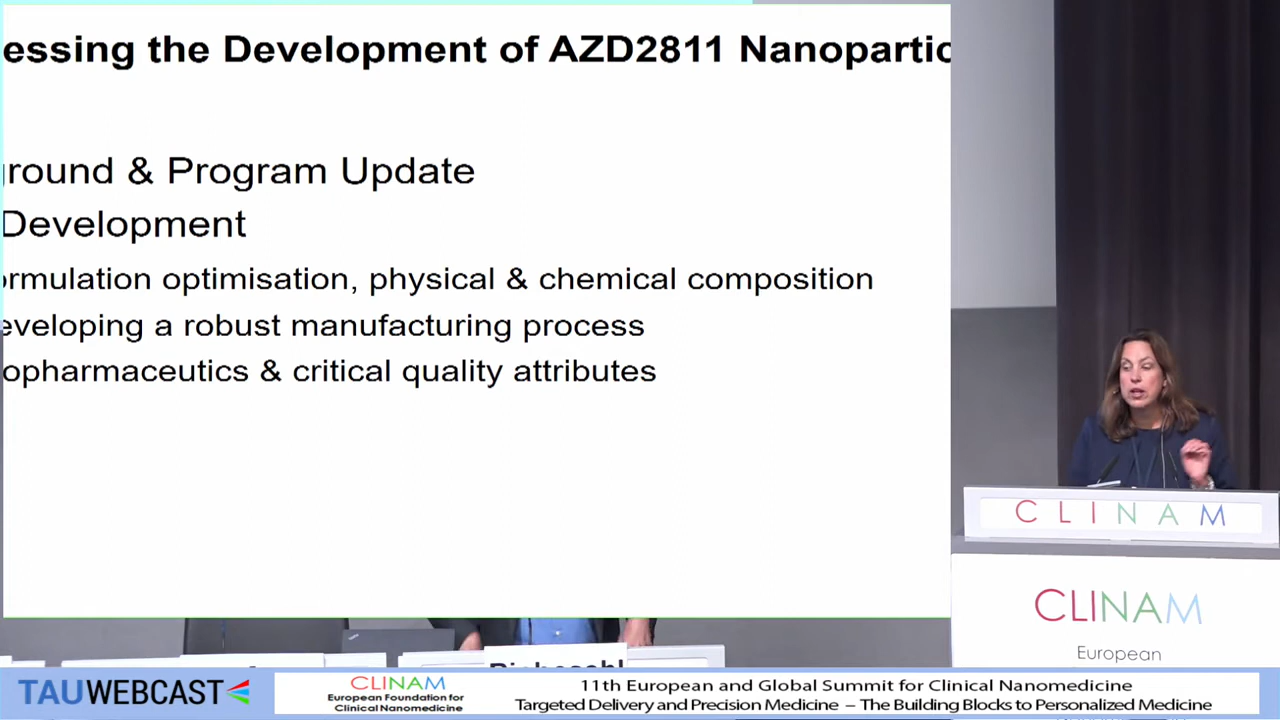 essing the Development of AZD2811 Nanopartic
ground & Program Update
Development
ormulation optimisation, physical & chemical composition
eveloping a robust manufacturing process
opharmaceutics & critical quality attributes
CLINAM
CLINAM
European
TAUWEBCAST
CLINAM
European Foundation for
Clinical Nanomedicine
11th European and Global Summit for Clinical Nanomedicine
Targeted Delivery and Precision Medicine – The Building Blocks to Personalized Medicine